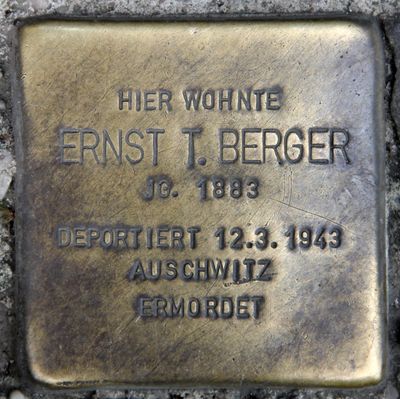 HIER WOHNTE
ERNST T. BERGER
JG. 1883
DEPORTIERT 12.3.1943
AUSCHWITZ
ERMORDET